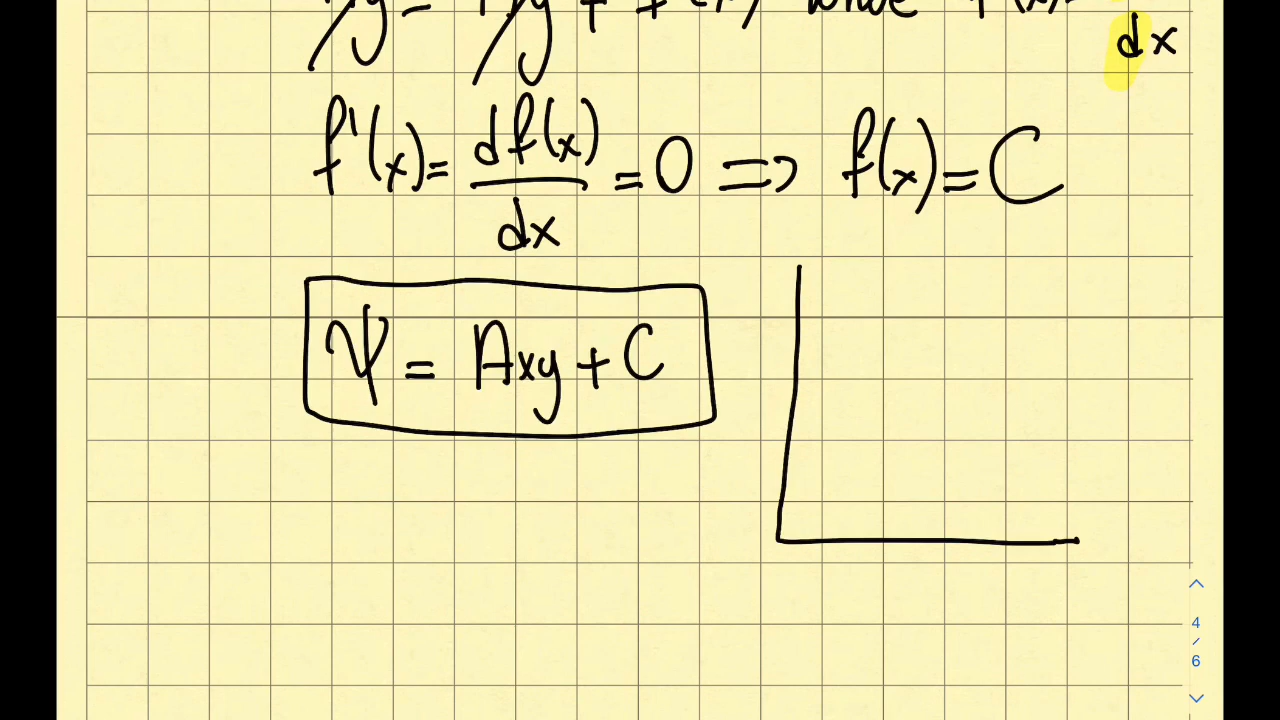 dx
f'(x) = df(x)/dx = 0 => f(x) = C
Ψ = Axy + C
4
/
6